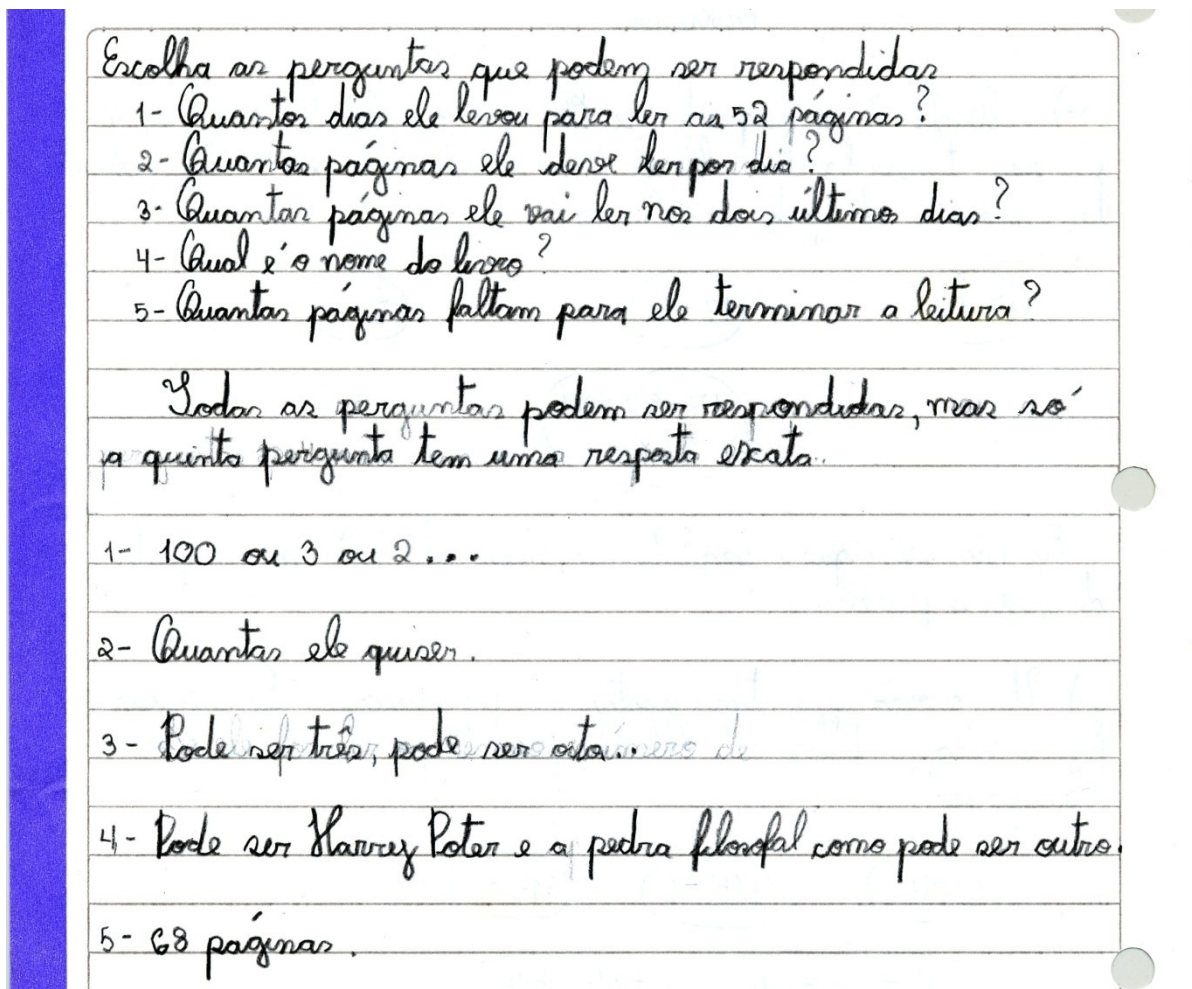 Escolha as perguntas que podem ser respondidas
1- Quantos dias ele levou para ler as 52 páginas?
2- Quantas páginas ele deve ler por dia?
3- Quantas páginas ele vai ler nos dois últimos dias?
4- Qual é o nome do livro?
5- Quantas páginas faltam para ele terminar a leitura?
Todas as perguntas podem ser respondidas, mas só
a quinta pergunta tem uma resposta escata.
1- 100 ou 3 ou 2...
2- Quantas ele quiser.
3- Pode ser três, pode ser oito...
4- Pode ser Harrey Poter e a pedra filosofal como pode ser outro.
5- 68 páginas.